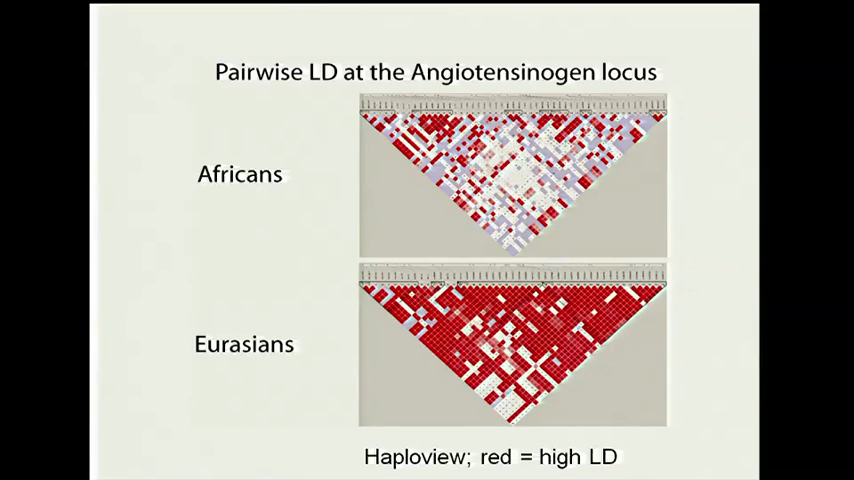 Pairwise LD at the Angiotensinogen locus
Africans
Eurasians
Haploview; red = high LD